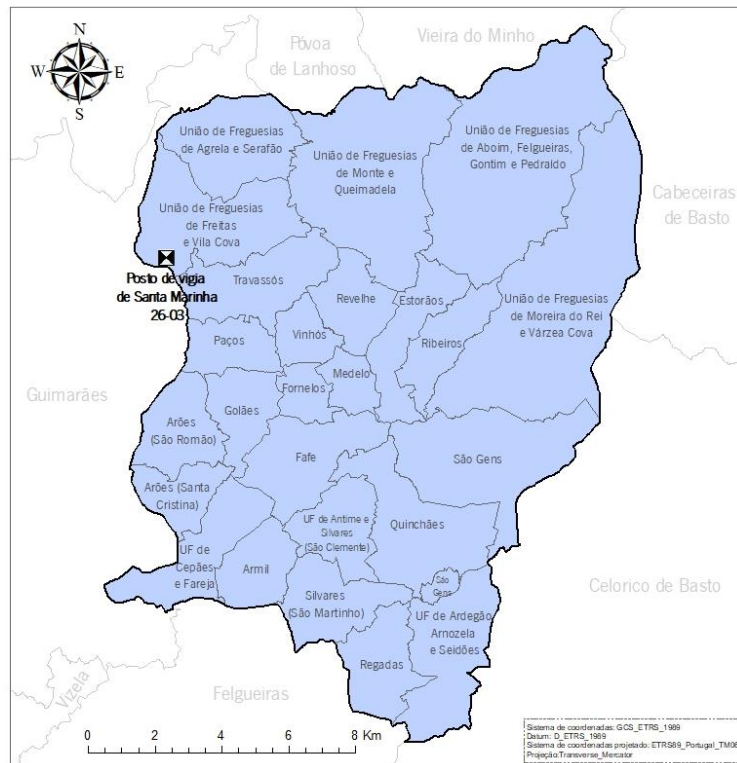 N
W E
S
Póvoa
de Lanhoso
Vieira do Minho
União de Freguesias
de Agrela e Serafão
União de Freguesias
de Monte e
Queimadela
União de Freguesias
de Aboim, Felgueiras,
Gontim e Pedraído
Cabeceiras
de Basto
União de Freguesias
de Freitas
e Vila Cova
Posto de vigia
de Santa Marinha
26-03
Travassós
Revelhe
Estorãos
União de Freguesias
de Moreira do Rei
e Várzea Cova
Paços
Vinhós
Ribeiros
Medelo
Guimarães
Fornelos
Golães
Arões
(São Romão)
Fafe
São Gens
Arões (Santa
Cristina)
UF de Antime e
Silvares
(São Clemente)
Quinchães
UF de
Cepães
e Fareja
Armil
São
Gens
Silvares
(São Martinho)
UF de Ardegão
Arnozela
e Seidões
Celorico de Basto
Regadas
Vizela
Felgueiras
0 2 4 6 8 Km
Sistema de coordenadas: GCS_ETRS_1989
Datum: D_ETRS_1989
Sistema de coordenadas projetado: ETRS89_Portugal_TM06
Projeção: Transverse_Mercator